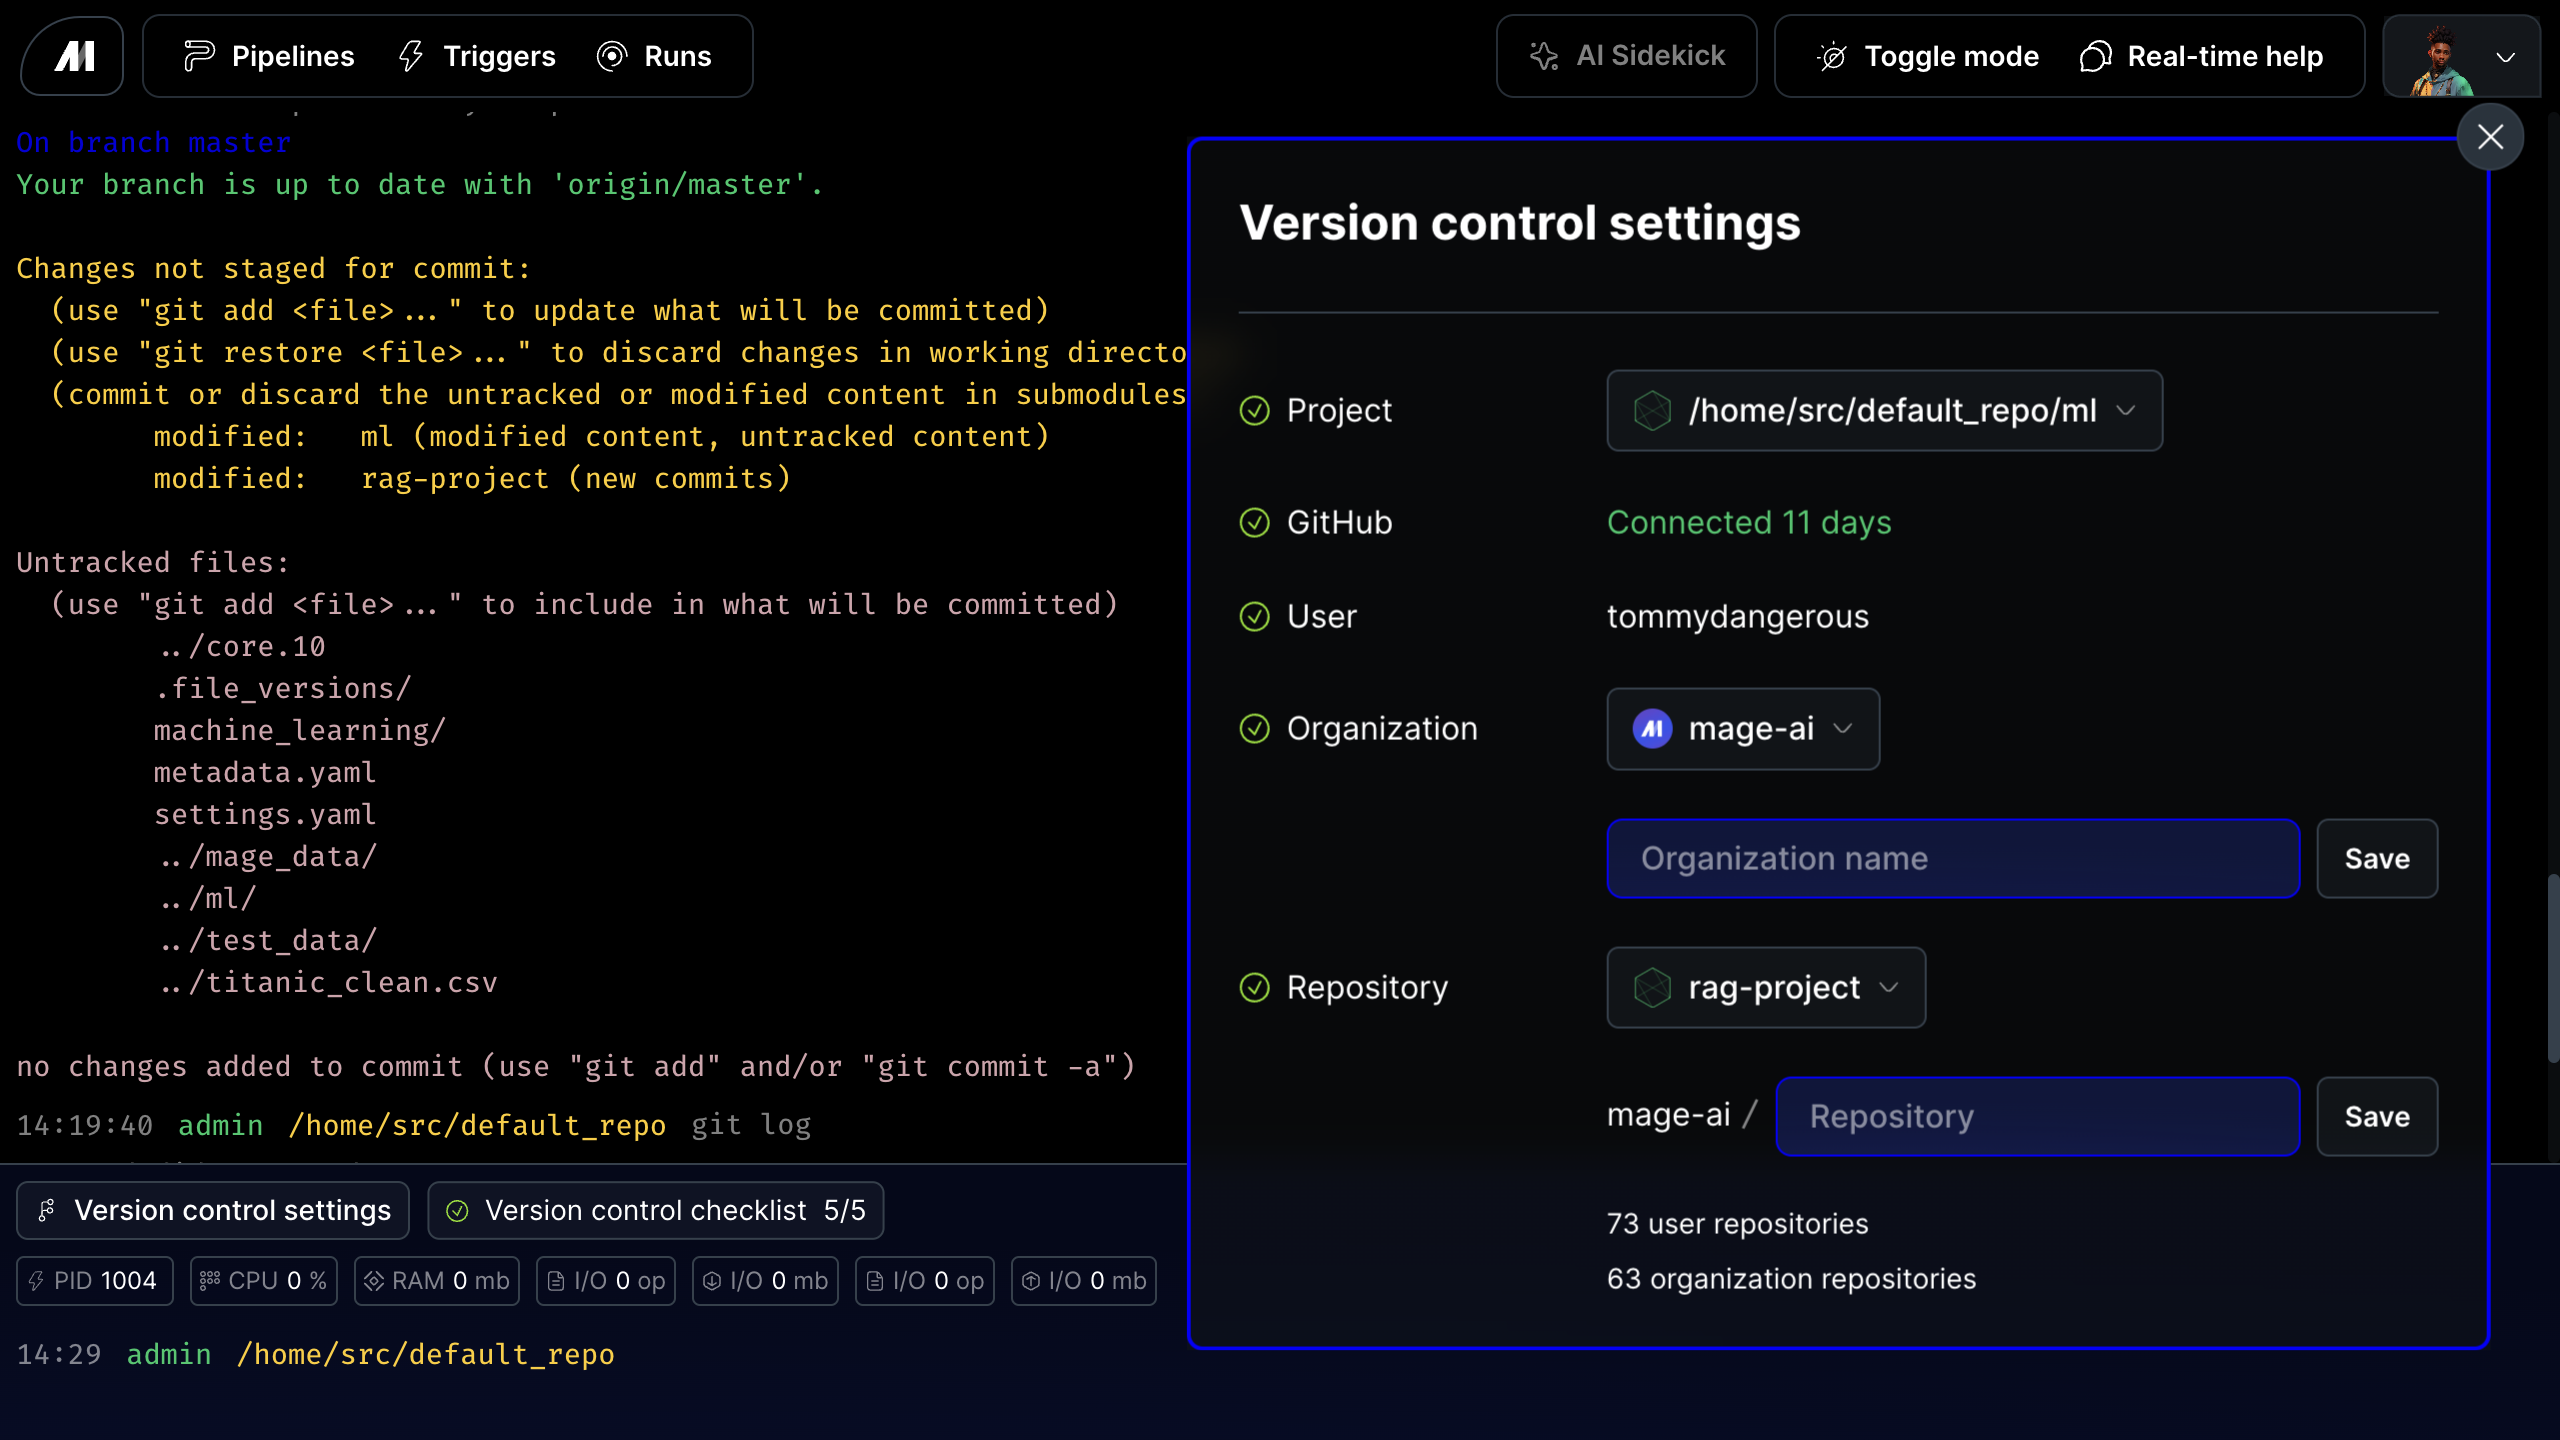 Pipelines
Triggers
Runs
AI Sidekick
Toggle mode
Real-time help
On branch master
Your branch is up to date with 'origin/master'.
Changes not staged for commit:
(use "git add <file>..." to update what will be committed)
(use "git restore <file>..." to discard changes in working directo
(commit or discard the untracked or modified content in submodules
modified:   ml (modified content, untracked content)
modified:   rag-project (new commits)
Untracked files:
(use "git add <file>..." to include in what will be committed)
../core.10
.file_versions/
machine_learning/
metadata.yaml
settings.yaml
../mage_data/
../ml/
../test_data/
../titanic_clean.csv
no changes added to commit (use "git add" and/or "git commit -a")
14:19:40 admin /home/src/default_repo git log
Version control settings
Version control checklist 5/5
PID 1004
CPU 0 %
RAM 0 mb
I/O 0 op
I/O 0 mb
I/O 0 op
I/O 0 mb
14:29 admin /home/src/default_repo
Version control settings
Project /home/src/default_repo/ml
GitHub Connected 11 days
User tommydangerous
Organization mage-ai
Organization name Save
Repository rag-project
mage-ai / Repository Save
73 user repositories
63 organization repositories